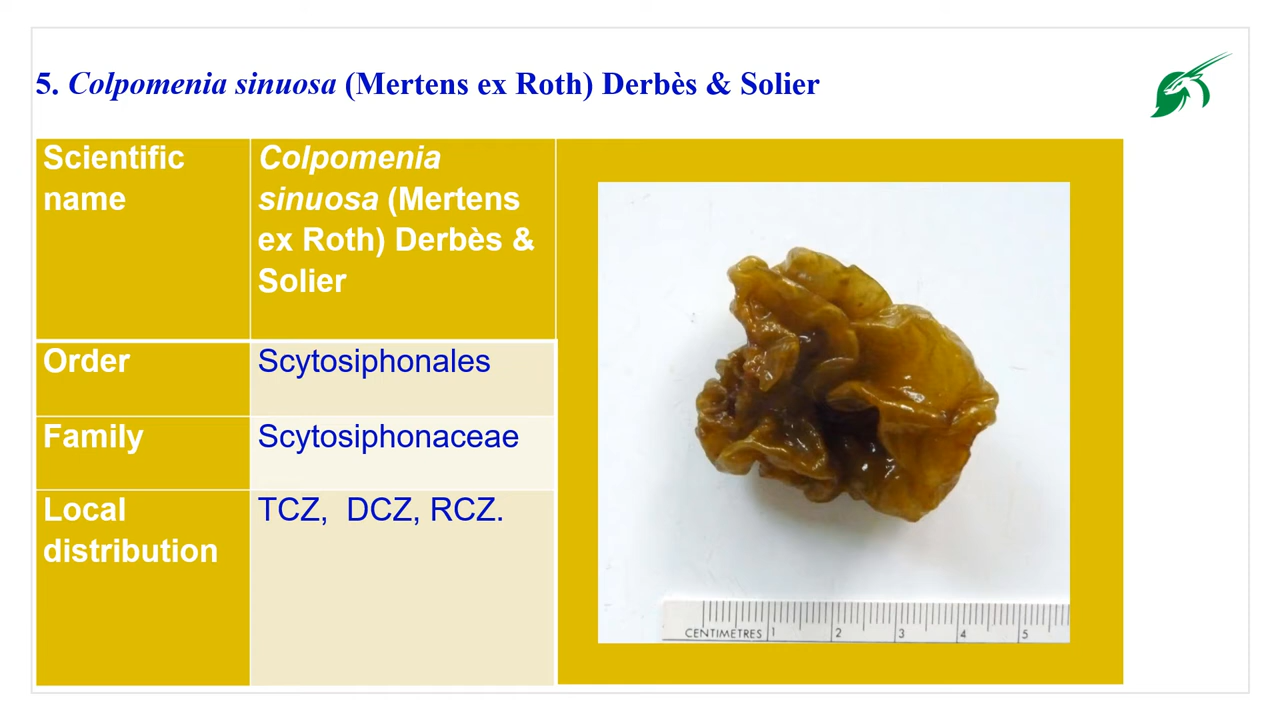 5. Colpomenia sinuosa (Mertens ex Roth) Derbès & Solier
Scientific
name
Colpomenia
sinuosa (Mertens
ex Roth) Derbès &
Solier
Order
Scytosiphonales
Family
Scytosiphonaceae
Local
distribution
TCZ, DCZ, RCZ.
CENTIMETRES 1 2 3 4 5